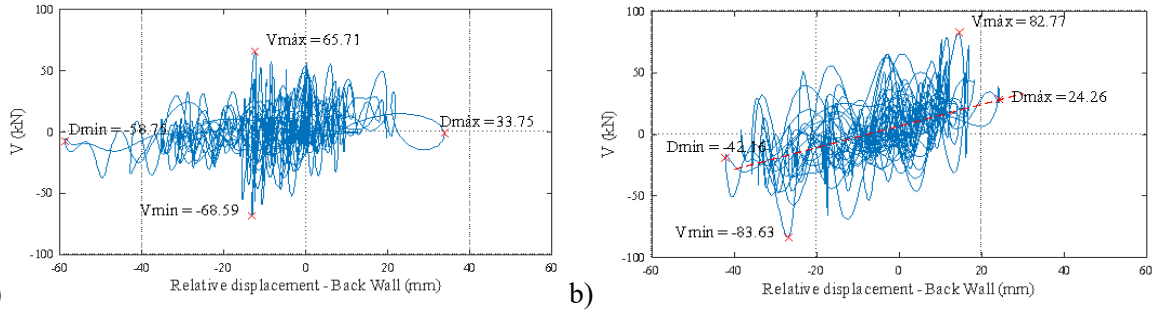 100
Vmáx = 65.71
50
V (kN)
0
Dmin = -58.75
Dmáx = 33.75
-50
Vmin = -68.59
-100
-60 -40 -20 0 20 40 60
Relative displacement - Back Wall (mm)
)
b)
100
Vmáx = 82.77
50
V (kN)
0
Dmáx = 24.26
Dmin = -42.16
-50
Vmin = -83.63
-100
-60 -40 -20 0 20 40 60
Relative displacement - Back Wall (mm)